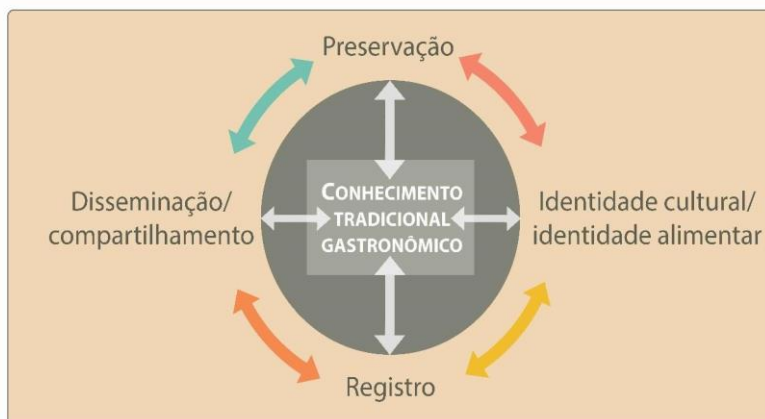 Preservação
Disseminação/
compartilhamento
CONHECIMENTO
TRADICIONAL
GASTRONÔMICO
Identidade cultural/
identidade alimentar
Registro